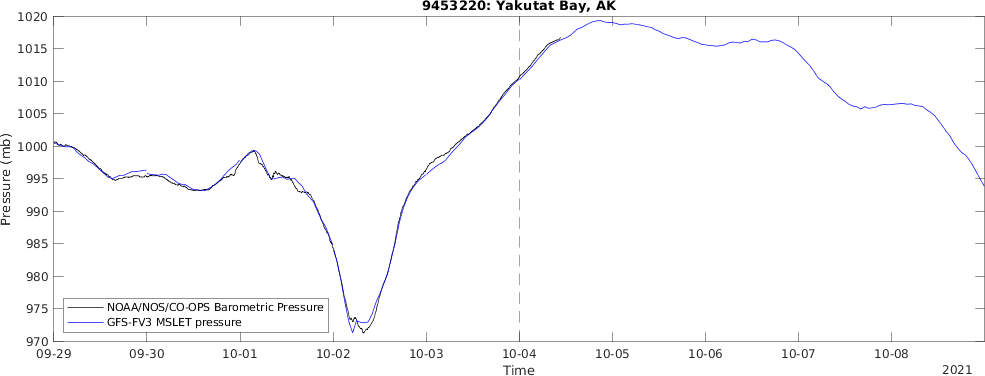 9453220: Yakutat Bay, AK
Pressure (mb)
1020
1015
1010
1005
1000
995
990
985
980
975
970
NOAA/NOS/CO-OPS Barometric Pressure
GFS-FV3 MSLET pressure
09-29 09-30 10-01 10-02 10-03 10-04 10-05 10-06 10-07 10-08
Time
2021